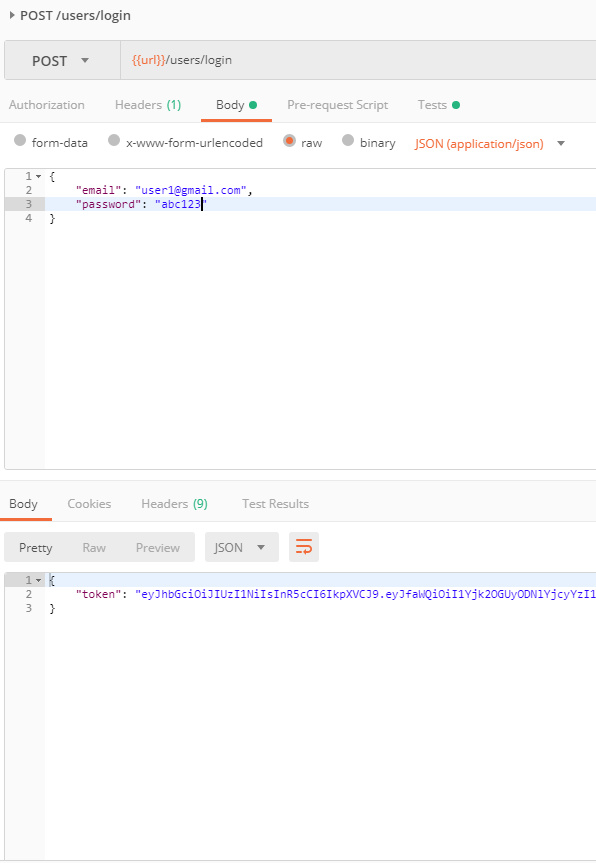 POST /users/login
POST {{url}}/users/login
Authorization Headers (1) Body Pre-request Script Tests
form-data x-www-form-urlencoded raw binary JSON (application/json)
1 {
2 "email": "user1@gmail.com",
3 "password": "abc123"
4 }
Body Cookies Headers (9) Test Results
Pretty Raw Preview JSON
1 {
2 "token": "eyJhbGciOiJIUzI1NiIsInR5cCI6IkpXVCJ9.eyJfaWQiOiI1Yjk2OGUyODNlYjcyYzI1
3 }